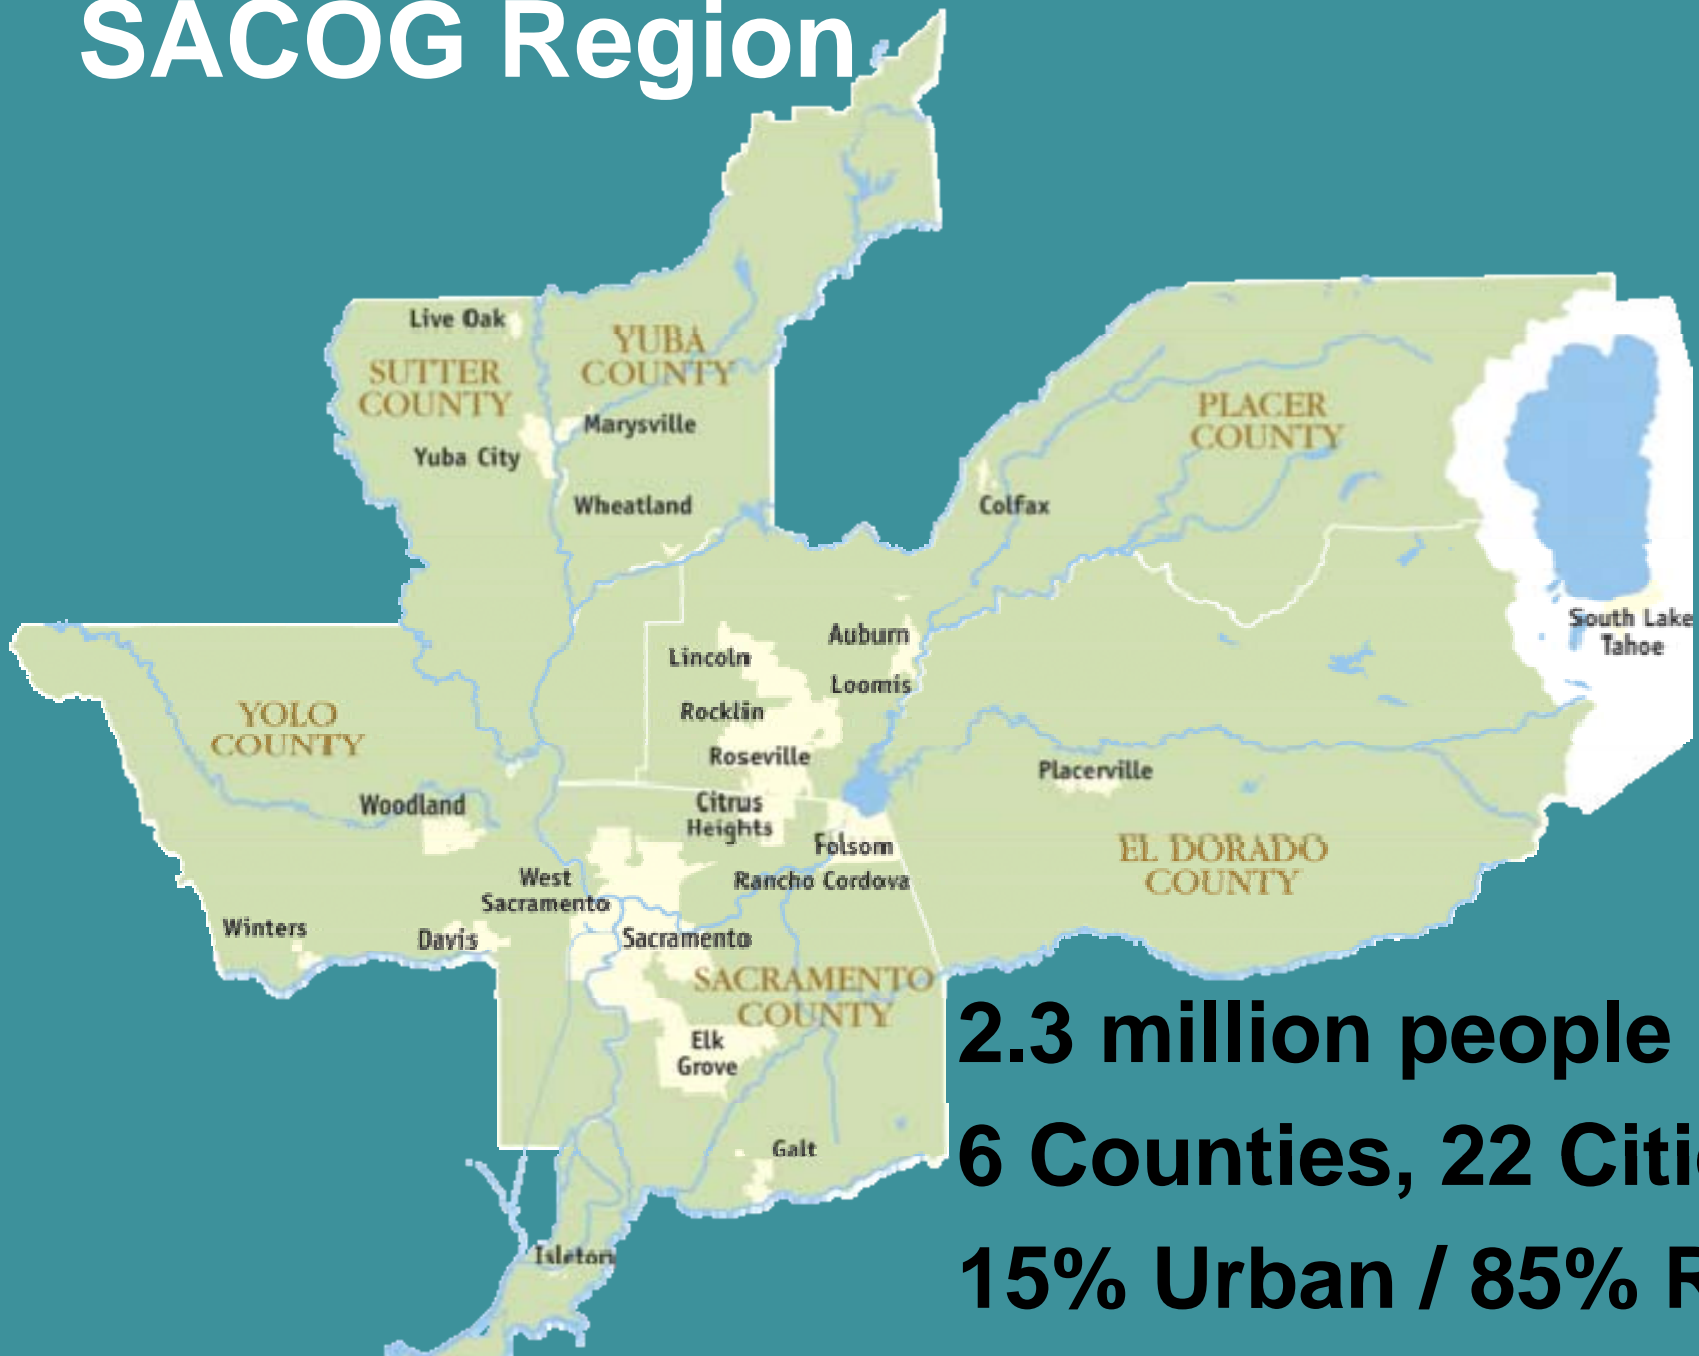 SACOG Region
Live Oak
YUBA
COUNTY
SUTTER
COUNTY
Marysville
Yuba City
Wheatland
PLACER
COUNTY
Colfax
South Lake
Tahoe
Auburn
Lincoln
Loomis
Rocklin
Roseville
YOLO
COUNTY
Woodland
Citrus
Heights
Placerville
Folsom
EL DORADO
COUNTY
West
Sacramento
Rancho Cordova
Winters
Davis
Sacramento
SACRAMENTO
COUNTY
Elk
Grove
Galt
Isleton
2.3 million people
6 Counties, 22 Citi
15% Urban / 85% R